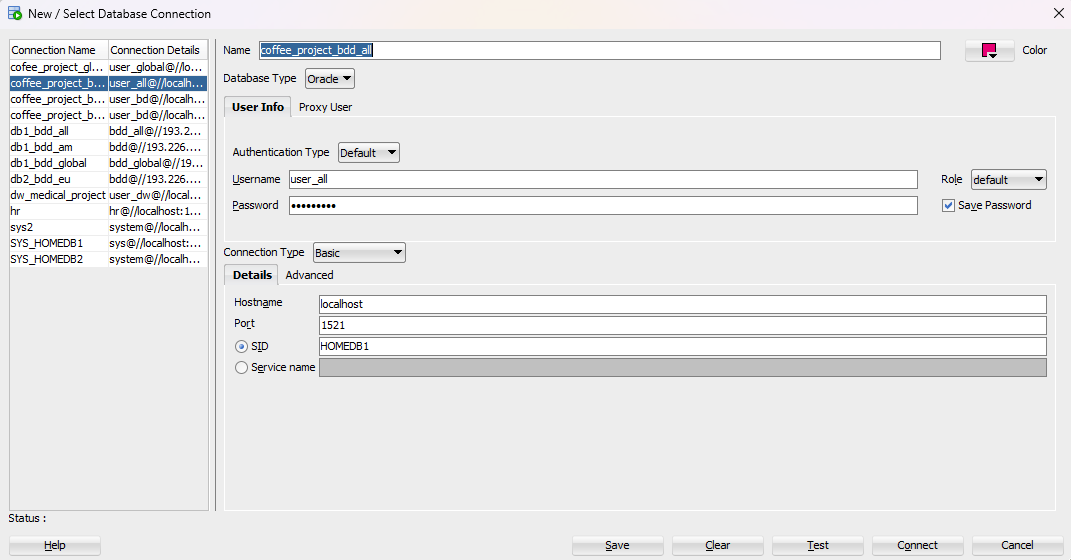 New / Select Database Connection
Connection Name Connection Details
cofee_project_gl... user_global@//lo...
coffee_project_b... user_all@//localh...
coffee_project_b... user_bd@//localh...
coffee_project_b... user_bd@//localh...
db1_bdd_all bdd_all@//193.2...
db1_bdd_am bdd@//193.226....
db1_bdd_global bdd_global@//19...
db2_bdd_eu bdd@//193.226....
dw_medical_project user_dw@//local...
hr hr@//localhost:1...
sys2 system@//localh...
SYS_HOMEDB1 sys@//localhost:...
SYS_HOMEDB2 system@//localh...
Name coffee_project_bdd_all Color
Database Type Oracle
User Info Proxy User
Authentication Type Default
Username user_all Role default
Password ••••••••• Save Password
Connection Type Basic
Details Advanced
Hostname localhost
Port 1521
SID HOMEDB1
Service name
Status :
Help Save Clear Test Connect Cancel